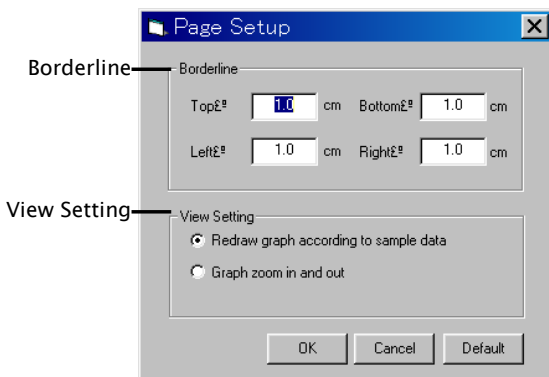 Page Setup
Borderline
Borderline
Top£º 1.0 cm Bottom£º 1.0 cm
Left£º 1.0 cm Right£º 1.0 cm
View Setting
View Setting
Redraw graph according to sample data
Graph zoom in and out
OK Cancel Default